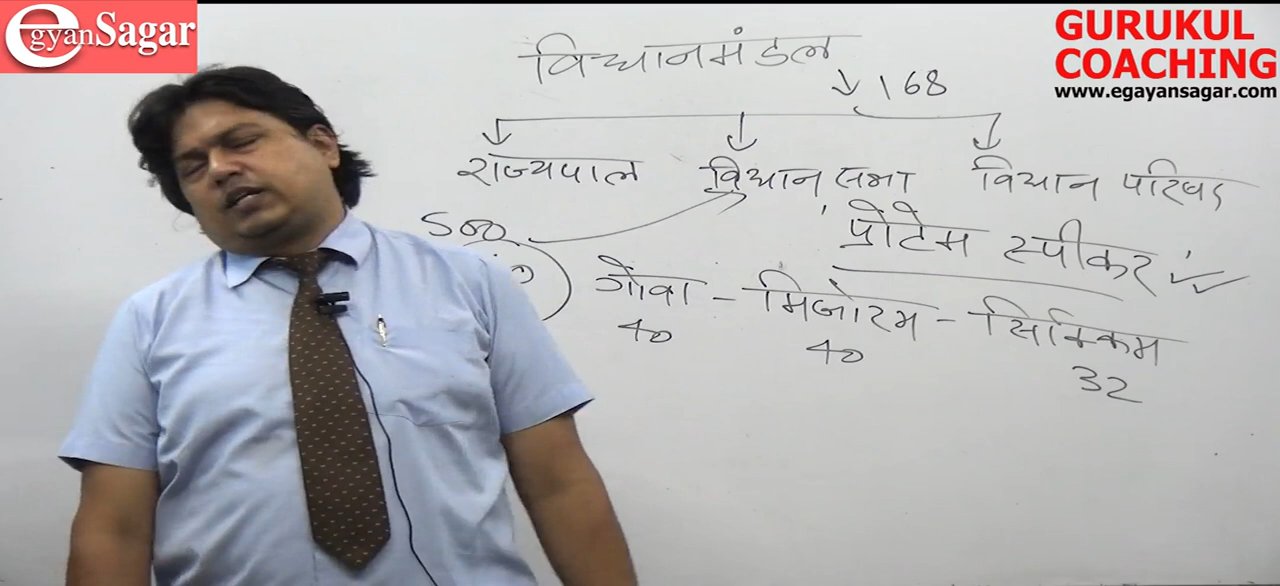 egyanSagar
GURUKUL
COACHING
www.egayansagar.com
विधानमंडल
168
राज्यपाल विधान सभा विधान परिषद
500
प्रोटेम स्पीकर
गोवा - मिजोरम - सिक्किम
40 40 32